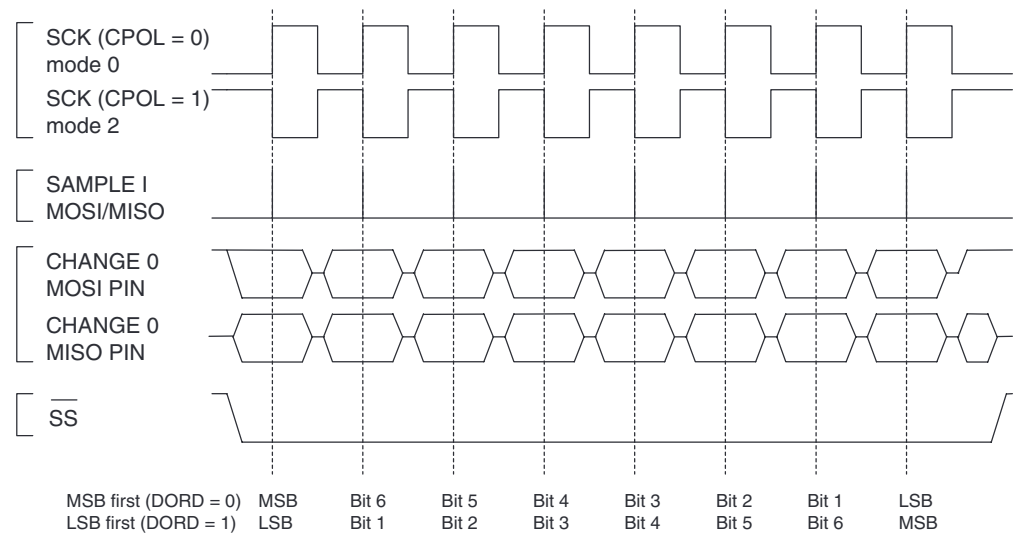 SCK (CPOL = 0)
mode 0
SCK (CPOL = 1)
mode 2
SAMPLE I
MOSI/MISO
CHANGE 0
MOSI PIN
CHANGE 0
MISO PIN
SS
MSB first (DORD = 0) MSB Bit 6 Bit 5 Bit 4 Bit 3 Bit 2 Bit 1 LSB
LSB first (DORD = 1) LSB Bit 1 Bit 2 Bit 3 Bit 4 Bit 5 Bit 6 MSB